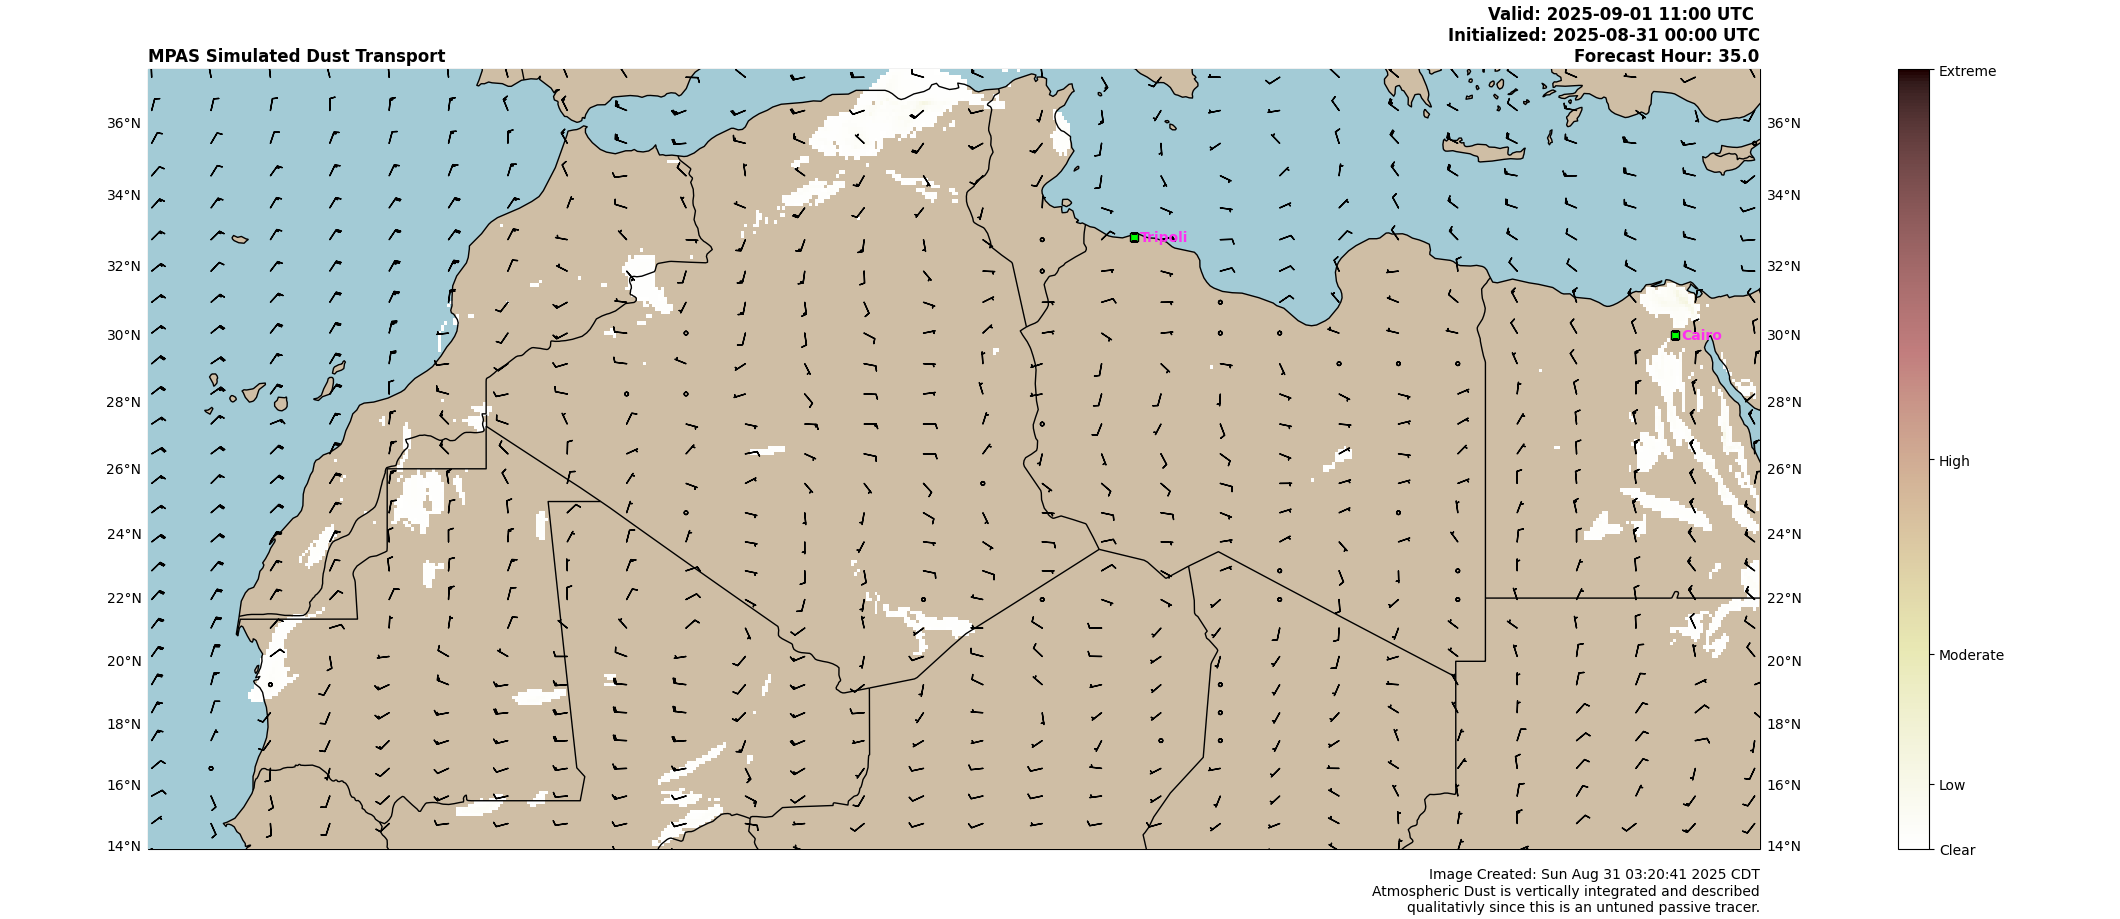 Valid: 2025-09-01 11:00 UTC
Initialized: 2025-08-31 00:00 UTC
MPAS Simulated Dust Transport
Forecast Hour: 35.0
Extreme
36°N
36°N
34°N
34°N
Tripoli
32°N
32°N
30°N
Cairo
30°N
28°N
28°N
26°N
26°N
High
24°N
24°N
22°N
22°N
20°N
20°N
Moderate
18°N
18°N
16°N
16°N
Low
14°N
14°N
Clear
Image Created: Sun Aug 31 03:20:41 2025 CDT
Atmospheric Dust is vertically integrated and described
qualitativly since this is an untuned passive tracer.